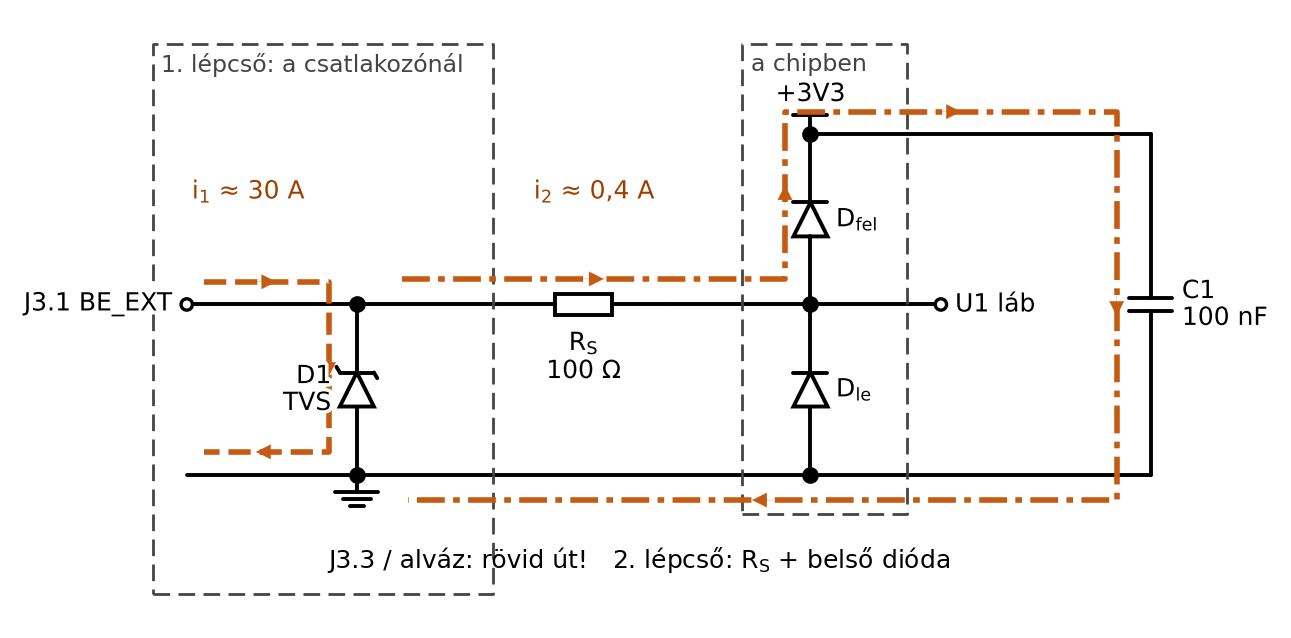 1. lépcső: a csatlakozónál
a chipben
+3V3
i₁ ≈ 30 A
i₂ ≈ 0,4 A
Dfel
J3.1 BE_EXT
U1 láb
C1
100 nF
RS
100 Ω
D1
TVS
Dle
J3.3 / alváz: rövid út!
2. lépcső: RS + belső dióda